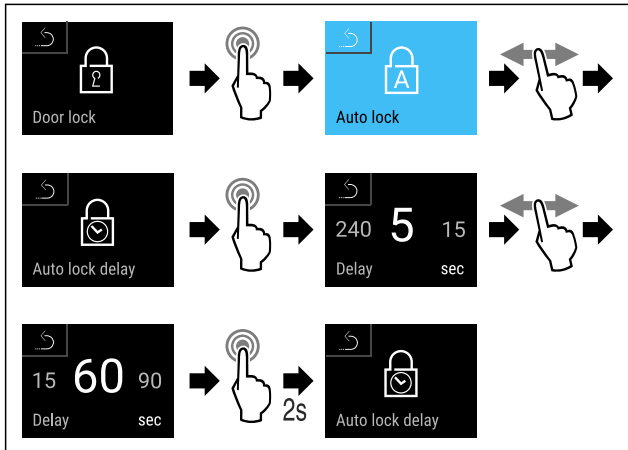 Door lock
A
Auto lock
Auto lock delay
240 5 15
Delay sec
15 60 90
Delay sec
2s
Auto lock delay